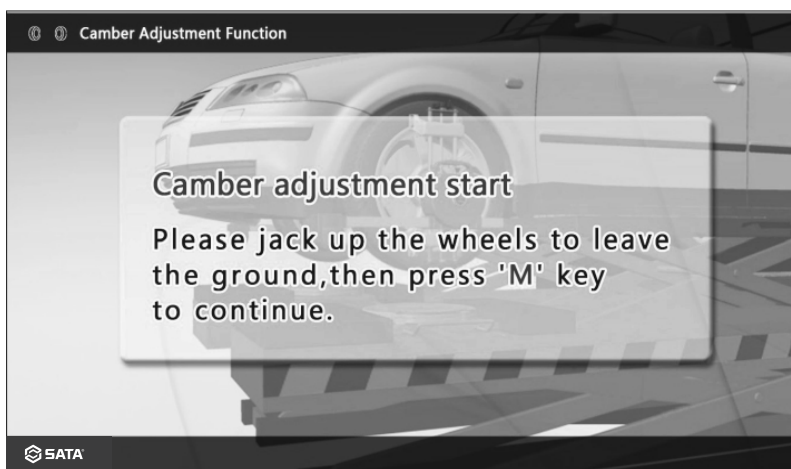 Camber Adjustment Function
Camber adjustment start
Please jack up the wheels to leave
the ground,then press 'M' key
to continue.
SATA